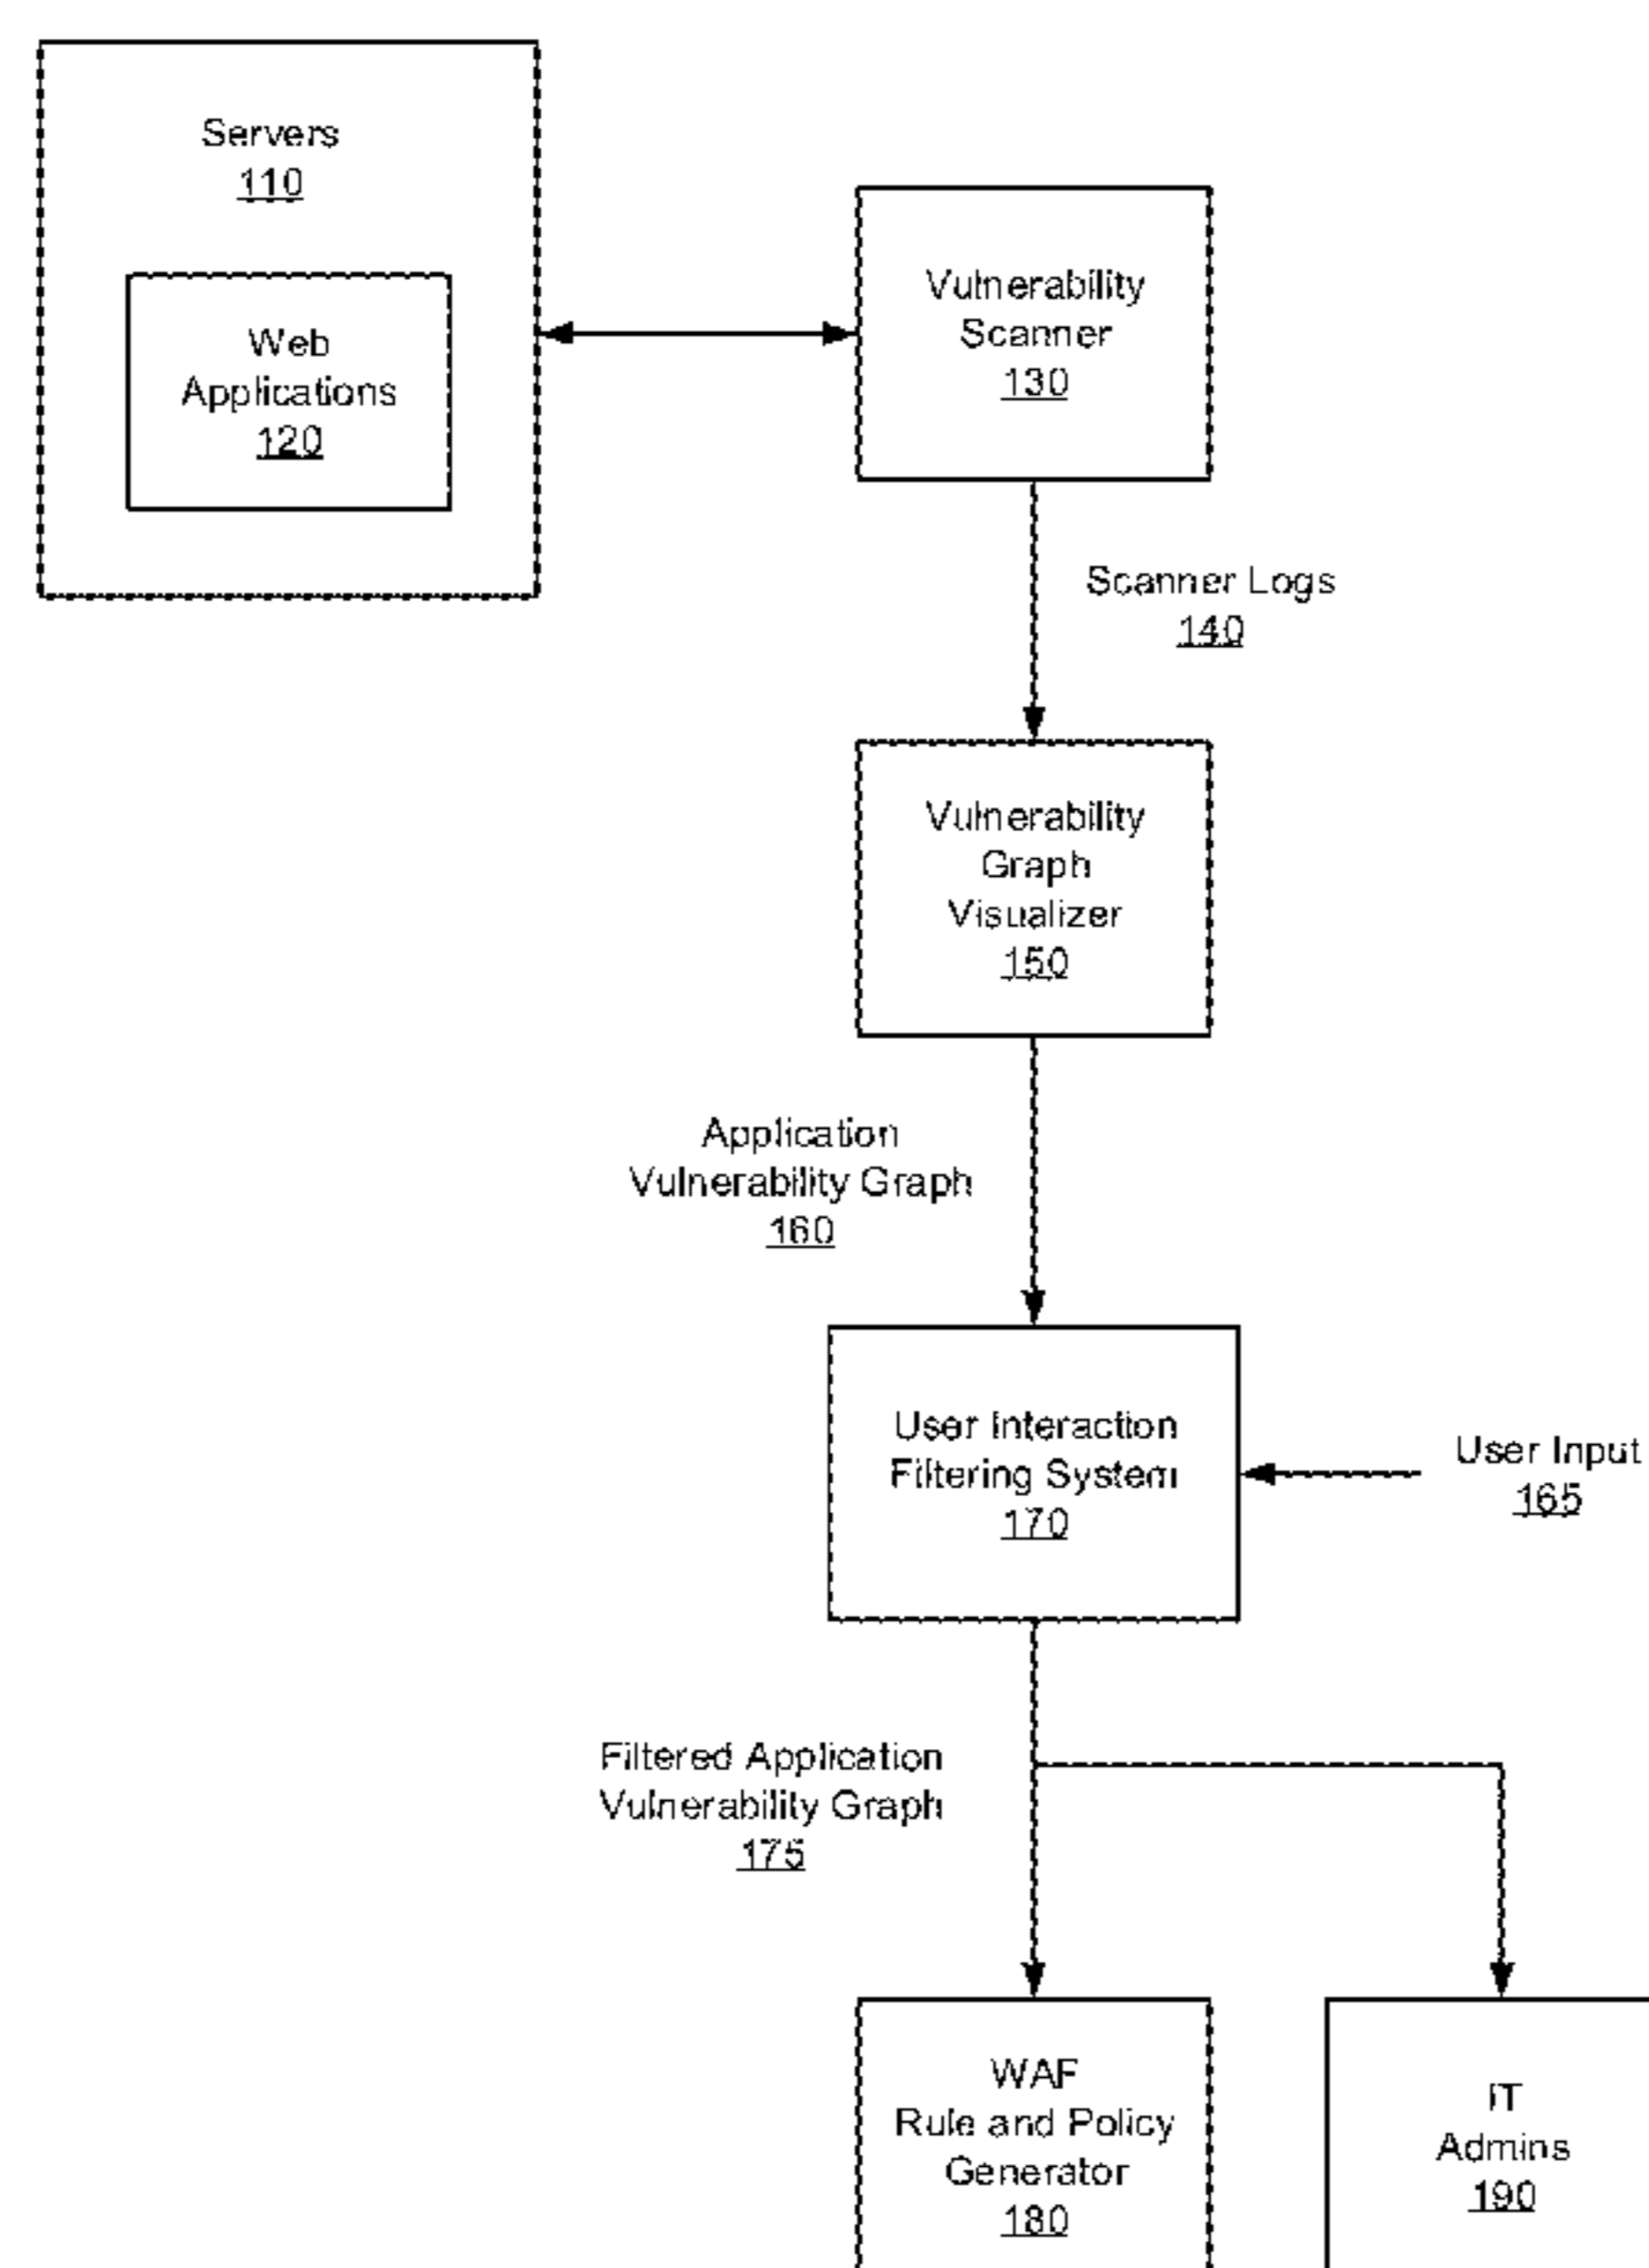 Servers
110
Web
Applications
120
Vulnerability
Scanner
130
Scanner Logs
140
Vulnerability
Graph
Visualizer
150
Application
Vulnerability Graph
160
User Interaction
Filtering System
170
User Input
165
Filtered Application
Vulnerability Graph
175
WAF
Rule and Policy
Generator
180
IT
Admins
190